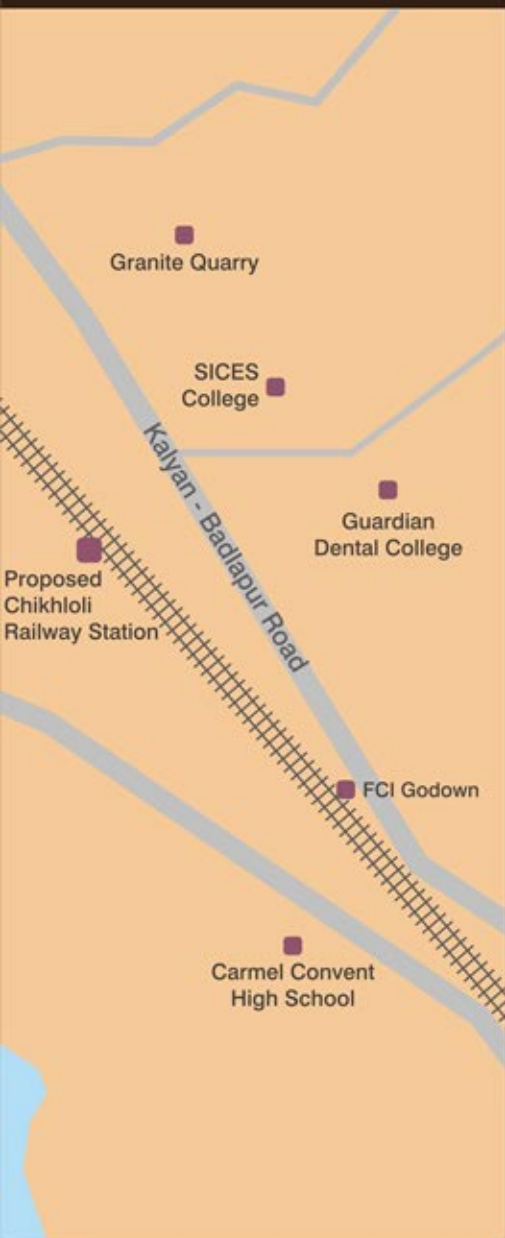 Granite Quarry
SICES
College
Kalyan - Badlapur Road
Guardian
Dental College
Proposed
Chikhloli
Railway Station
FCI Godown
Carmel Convent
High School